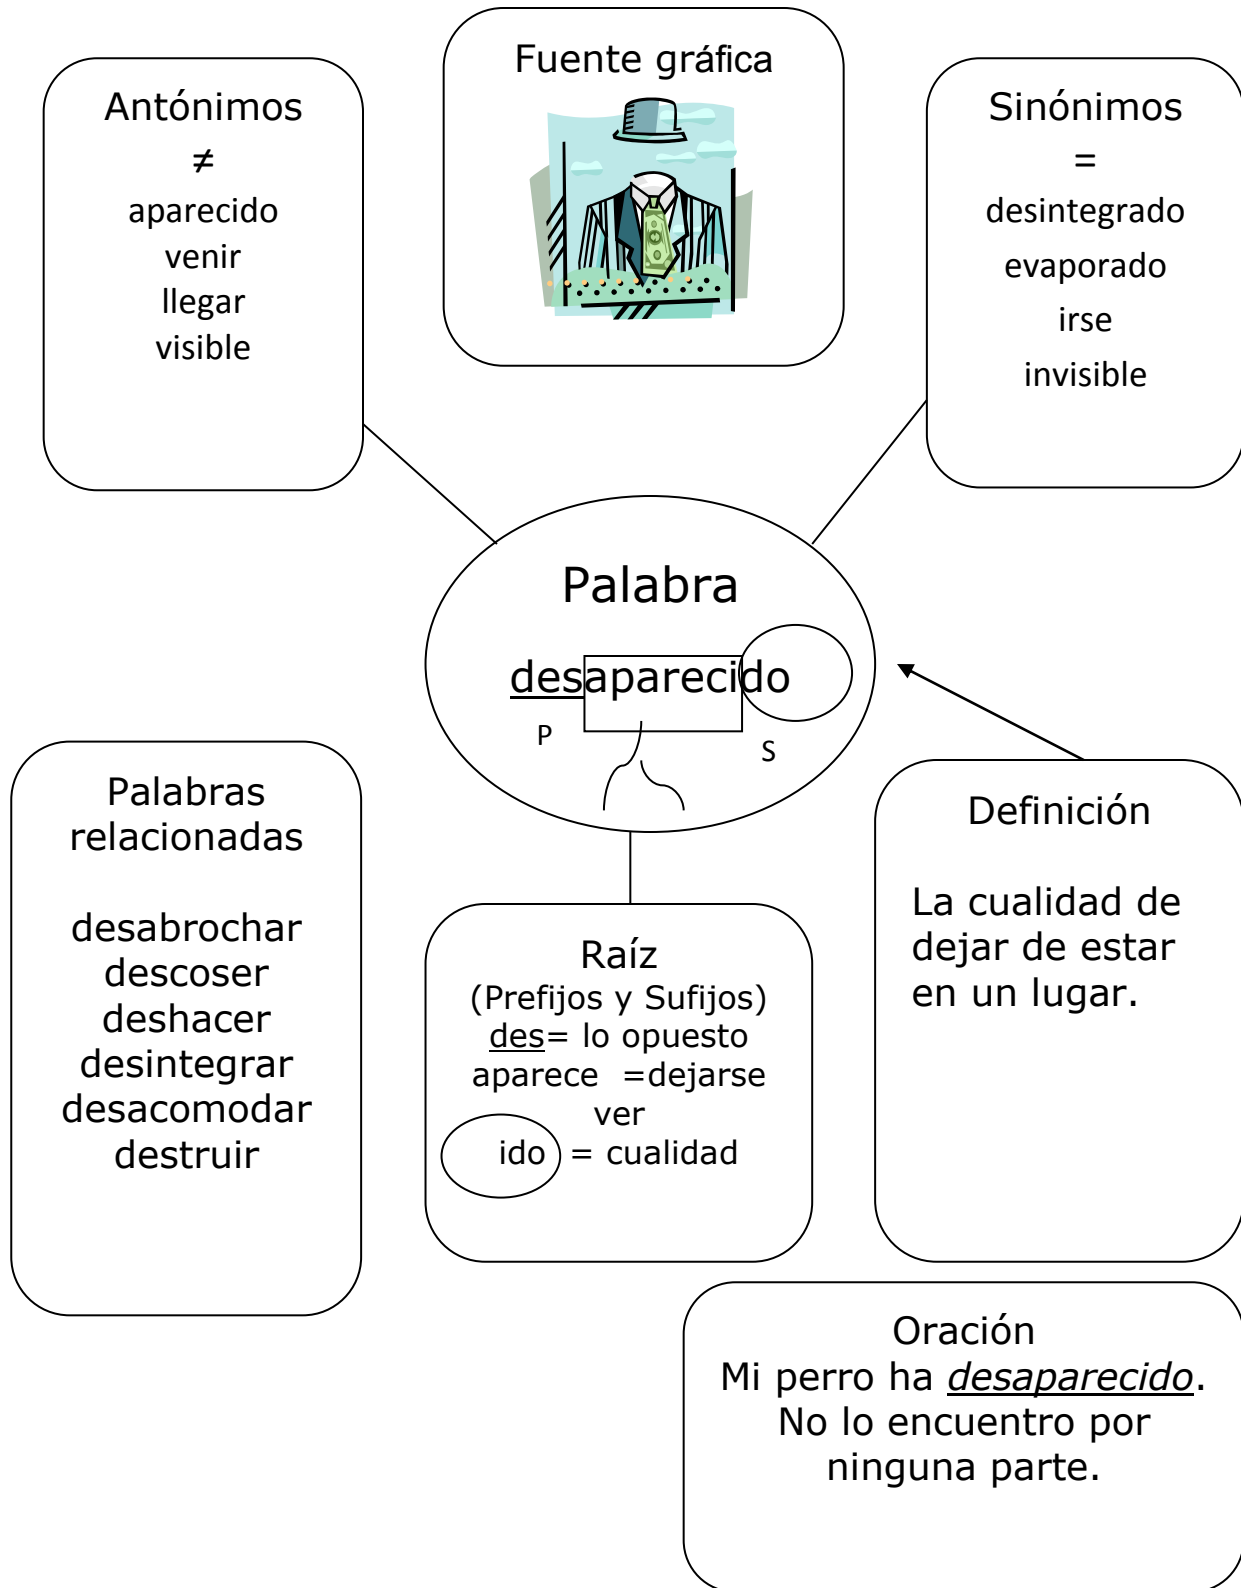 Fuente gráfica
Antónimos
≠
aparecido
venir
llegar
visible
Sinónimos
=
desintegrado
evaporado
irse
invisible
Palabra
desaparecido
P
S
Palabras
relacionadas
desabrochar
descoser
deshacer
desintegrar
desacomodar
destruir
Raíz
(Prefijos y Sufijos)
des= lo opuesto
aparece =dejarse
ver
ido = cualidad
Definición
La cualidad de
dejar de estar
en un lugar.
Oración
Mi perro ha desaparecido.
No lo encuentro por
ninguna parte.